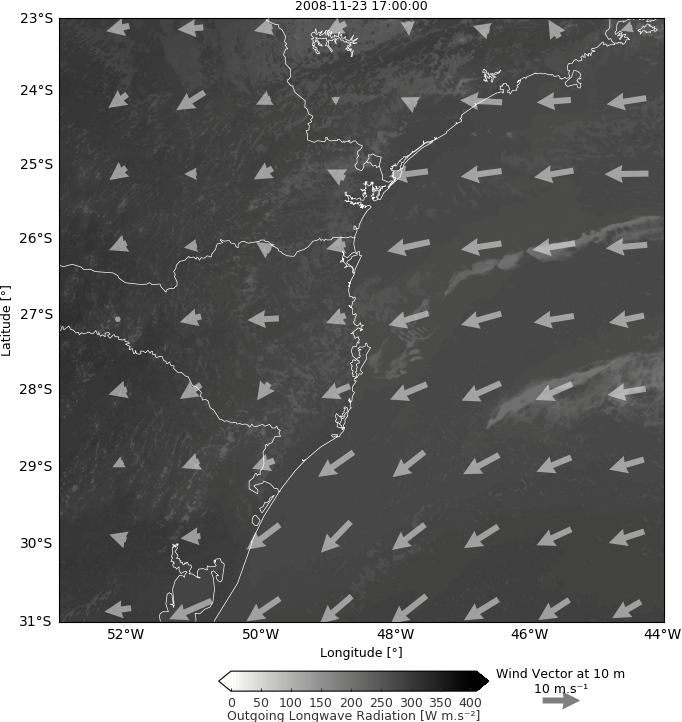 2008-11-23 17:00:00
23°S
24°S
25°S
26°S
27°S
28°S
29°S
30°S
31°S
Latitude [°]
52°W 50°W 48°W 46°W 44°W
Longitude [°]
Wind Vector at 10 m
10 m.s⁻¹
0 50 100 150 200 250 300 350 400
Outgoing Longwave Radiation [W m.s⁻²]